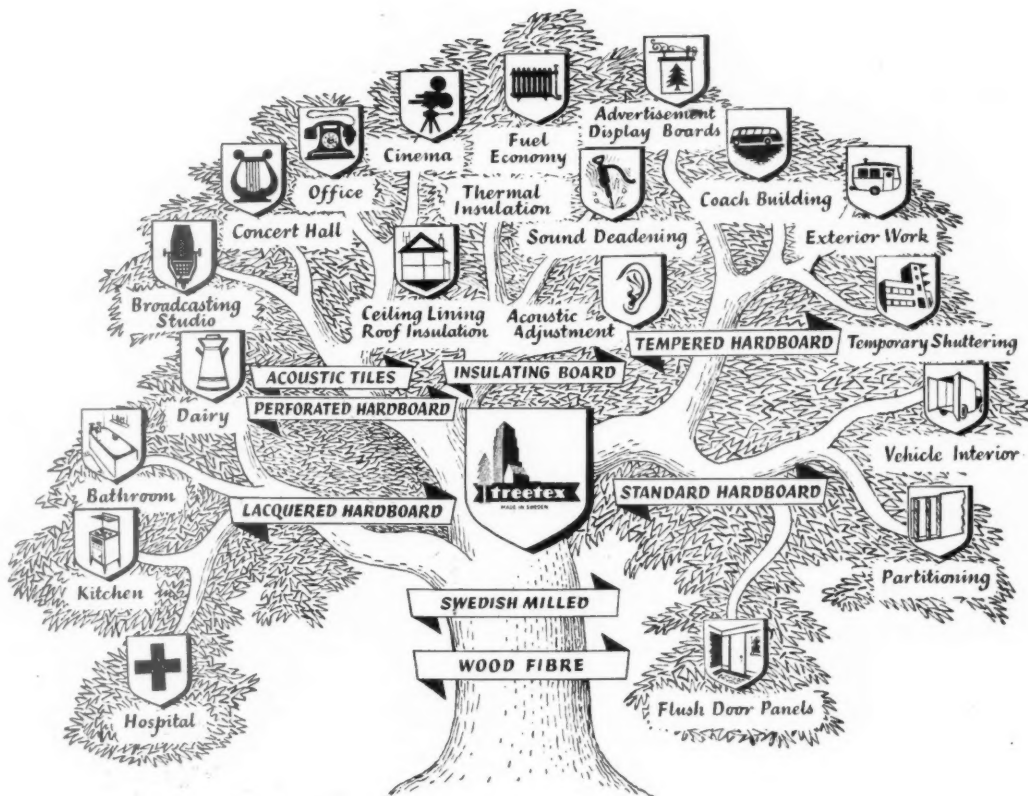 Cinema
Fuel
Economy
Advertisement
Display Boards
Office
Concert Hall
Thermal
Insulation
Sound Deadening
Coach Building
Exterior Work
Broadcasting
Studio
Ceiling Lining
Roof Insulation
Acoustic
Adjustment
TEMPERED HARDBOARD
Temporary Shuttering
ACOUSTIC TILES
INSULATING BOARD
Dairy
PERFORATED HARDBOARD
Vehicle Interior
Bathroom
LACQUERED HARDBOARD
treetex
MADE IN SWEDEN
STANDARD HARDBOARD
Kitchen
Partitioning
SWEDISH MILLED
WOOD FIBRE
Hospital
Flush Door Panels